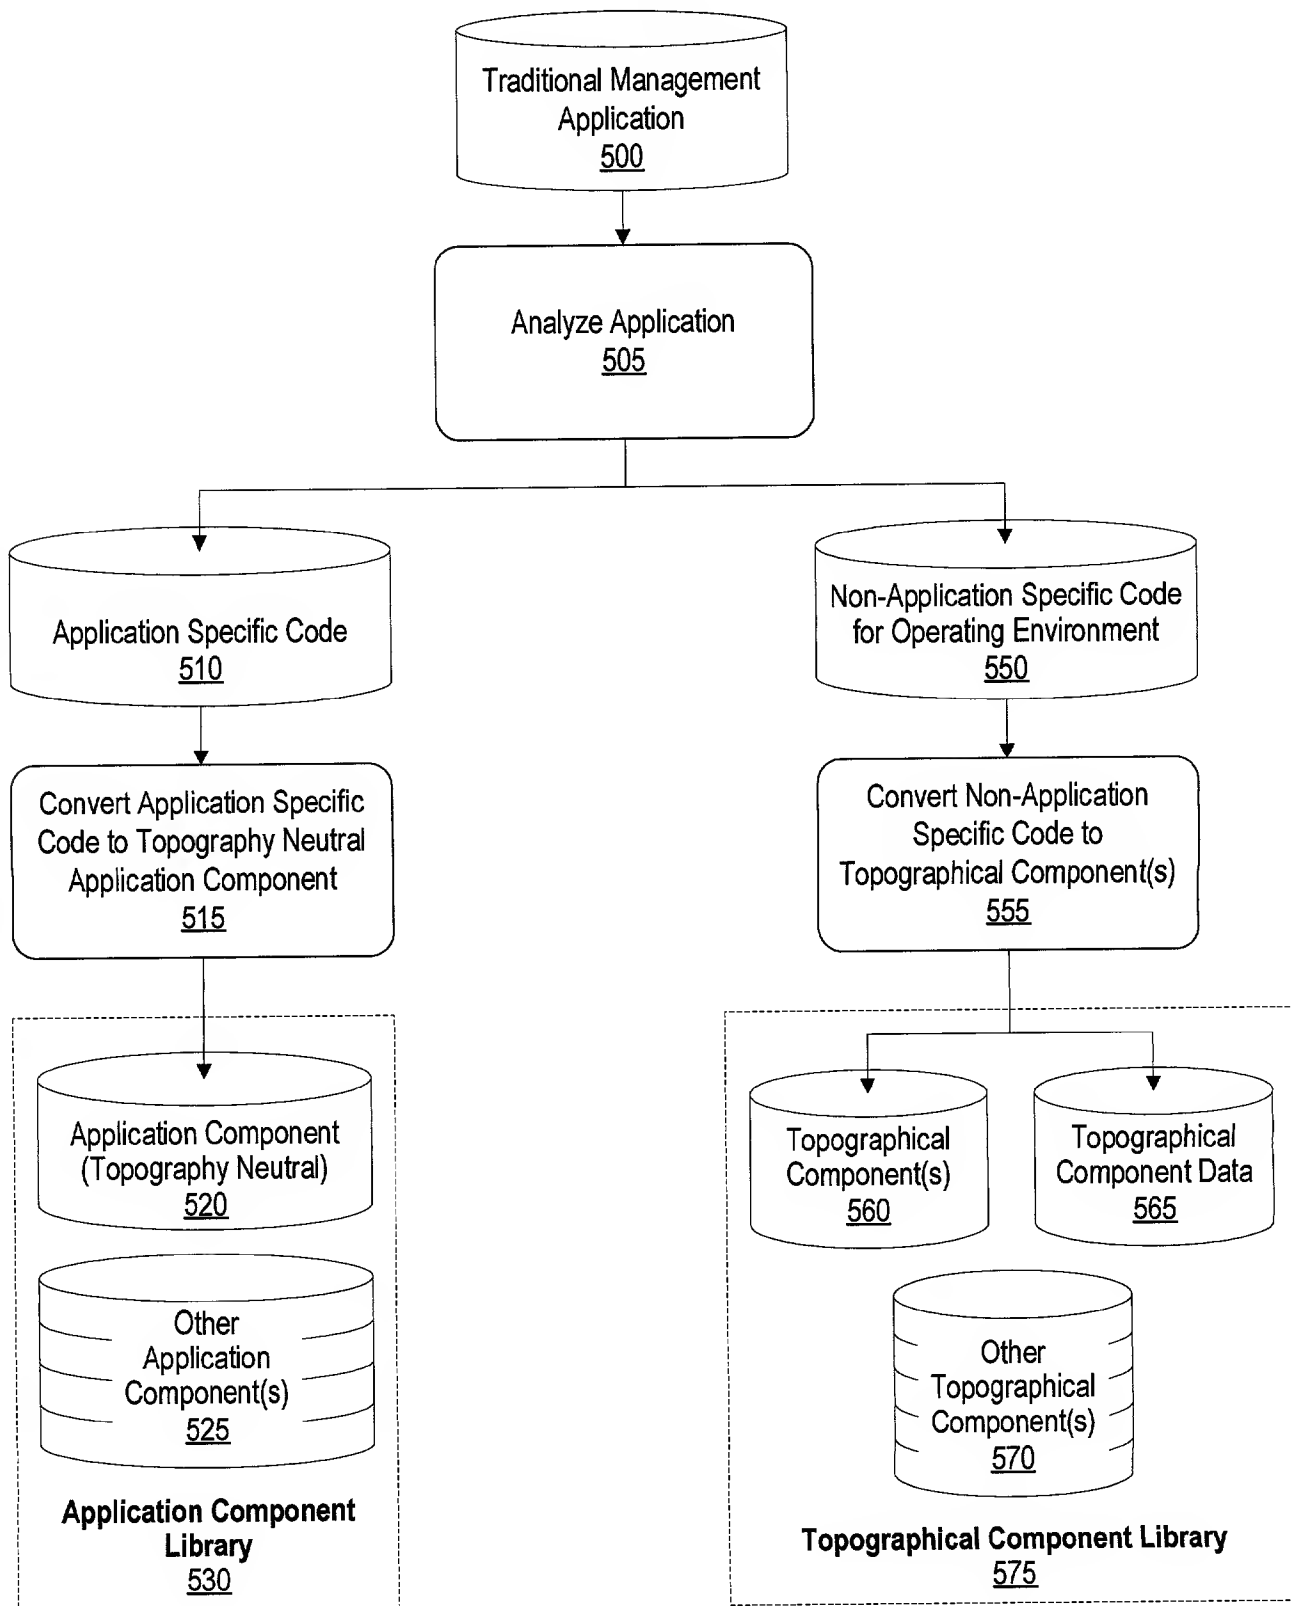 Traditional Management
Application
500
Analyze Application
505
Application Specific Code
510
Non-Application Specific Code
for Operating Environment
550
Convert Application Specific
Code to Topography Neutral
Application Component
515
Convert Non-Application
Specific Code to
Topographical Component(s)
555
Application Component
(Topography Neutral)
520
Topographical
Component(s)
560
Topographical
Component Data
565
Other
Application
Component(s)
525
Other
Topographical
Component(s)
570
Application Component
Library
530
Topographical Component Library
575